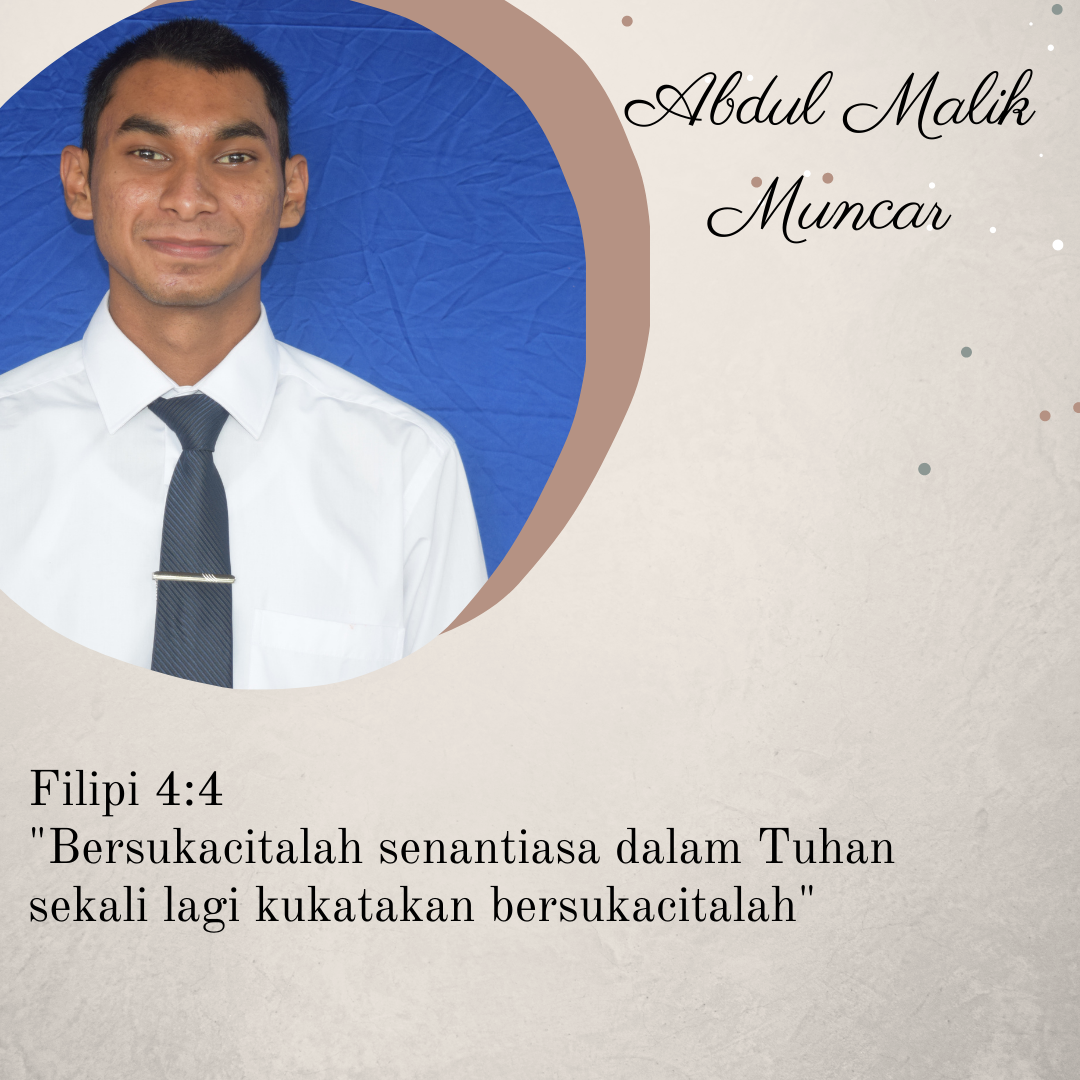 Abdul Malik
Muncar
Filipi 4:4
"Bersukacitalah senantiasa dalam Tuhan
sekali lagi kukatakan bersukacitalah"